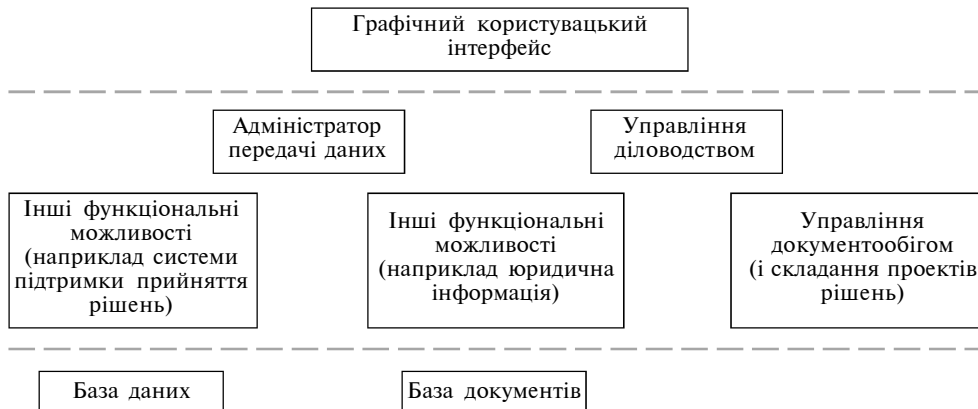 Графічний користувацький
інтерфейс
Адміністратор
передачі даних
Управління
діловодством
Інші функціональні
можливості
(наприклад системи
підтримки прийняття
рішень)
Інші функціональні
можливості
(наприклад юридична
інформація)
Управління
документообігом
(і складання проектів
рішень)
База даних
База документів